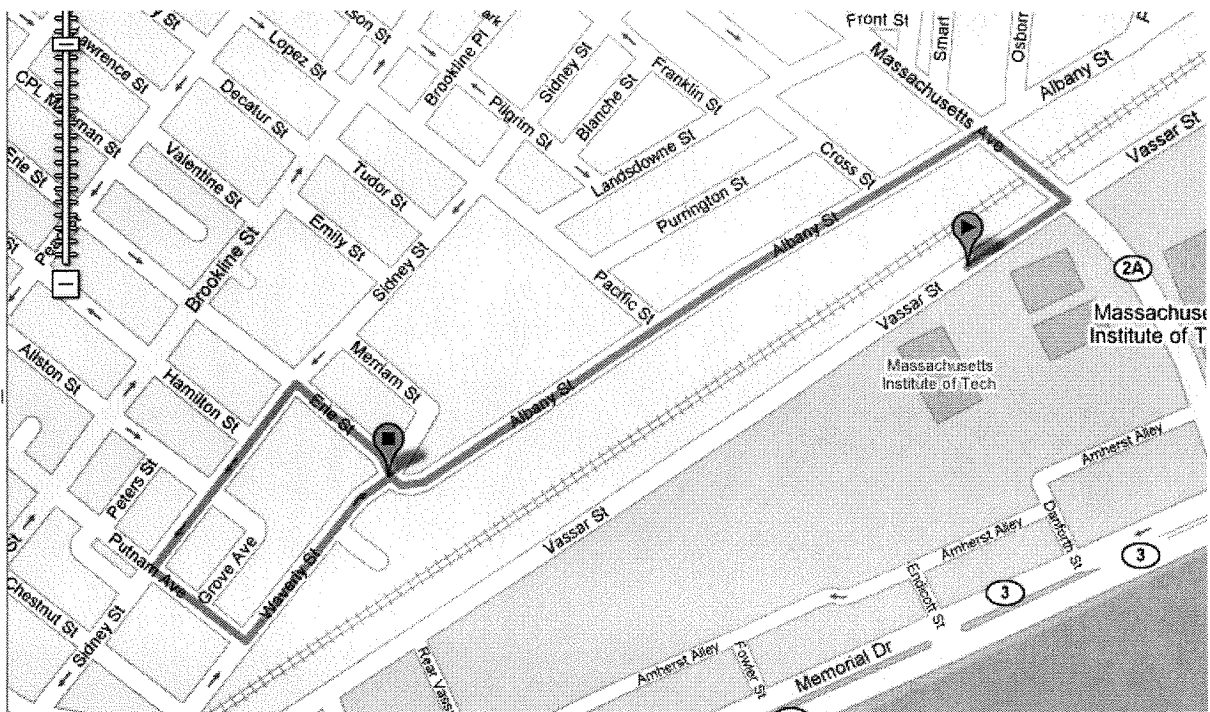 Front St
Smart
Osborn
Lopez St
Brookline Pl
Sidney St
Franklin St
Massachusetts Ave
Albany St
CPL
Decatur St
Pilgrim St
Blanche St
Vassar St
Erie St
Valentine St
Tudor St
Landsdowne St
Cross St
Purrington St
Emily St
Brookline St
Sidney St
Albany St
Pacific St
Vassar St
2A
Massachuse
Institute of T
Allston St
Merriam St
Massachusetts
Institute of Tech
Hamilton St
Erie St
Albany St
Peters St
Amherst Alley
Putnam Ave
Grove Ave
Waverly St
Vassar St
Amherst Alley
Danforth St
3
Chestnut St
Sidney St
Endicott St
3
Rear Vass
Amherst Alley
Fowler St
Memorial Dr